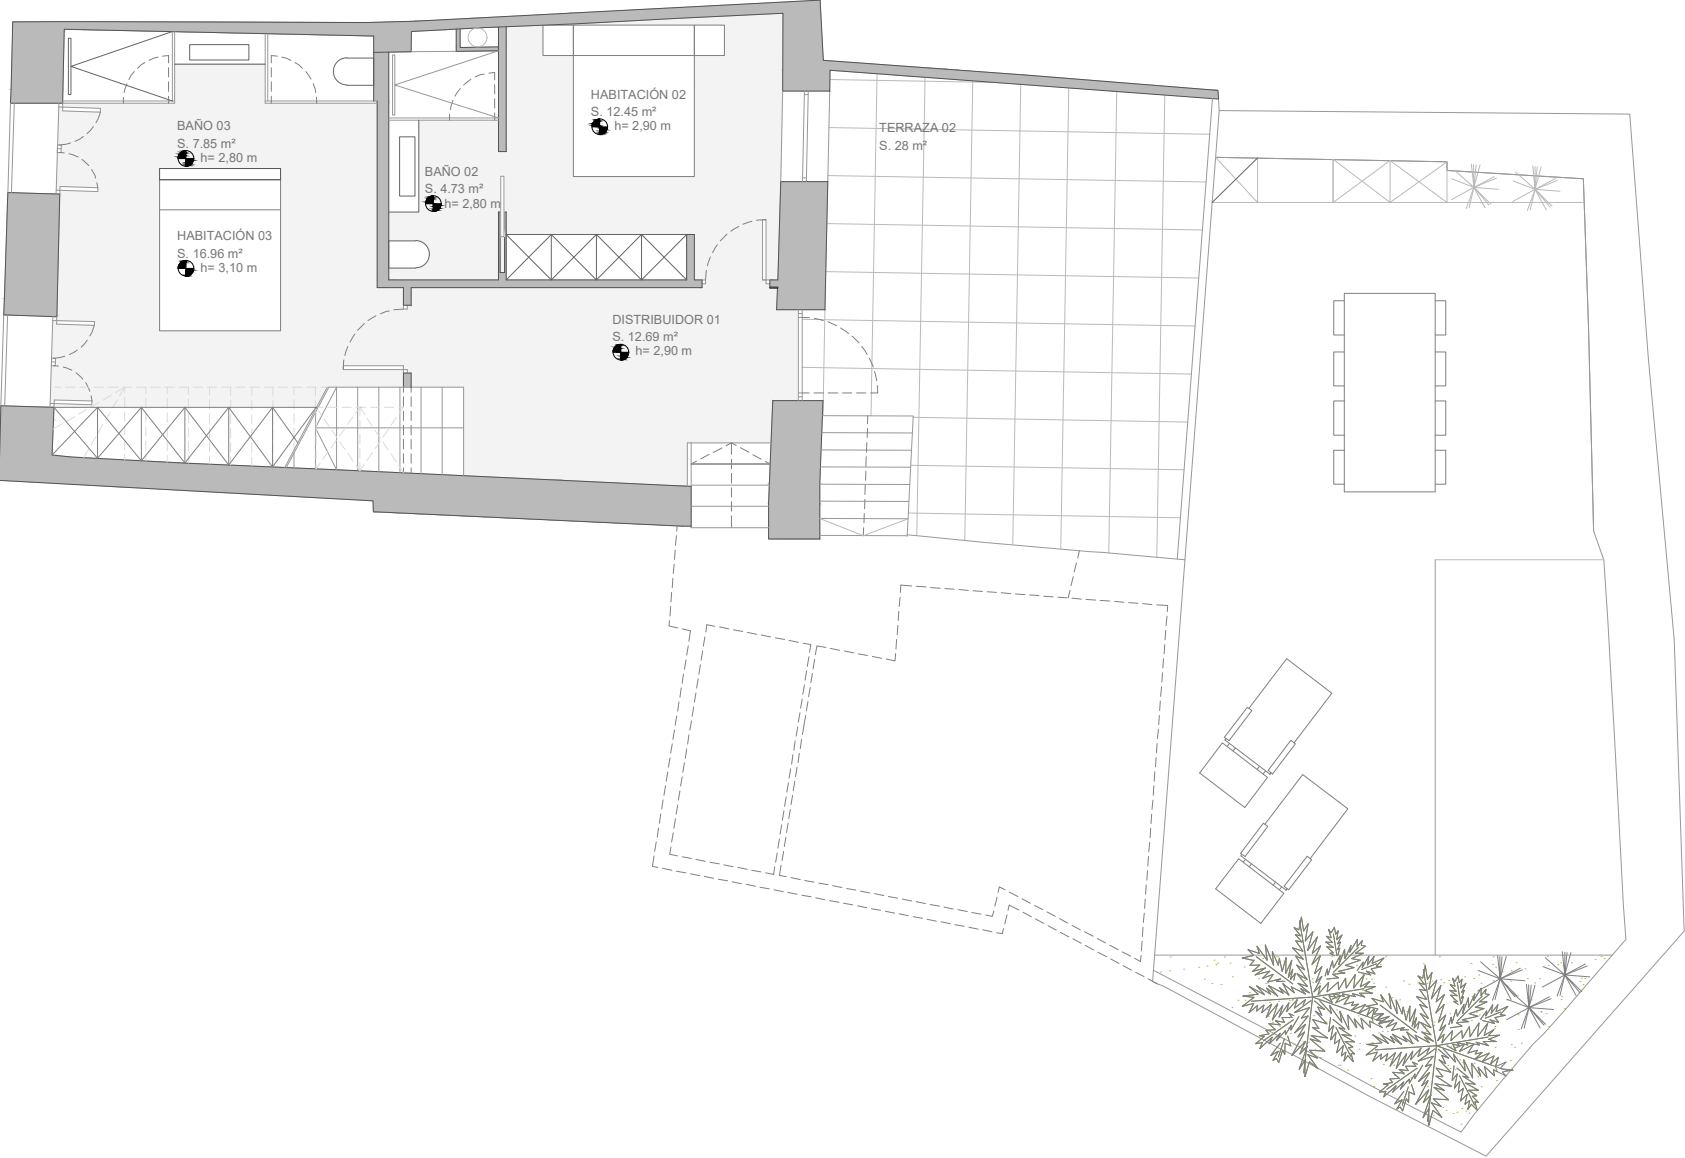 BAÑO 03
S. 7.85 m²
h= 2,80 m
HABITACIÓN 03
S. 16.96 m²
h= 3,10 m
BAÑO 02
S. 4.73 m²
h= 2,80 m
HABITACIÓN 02
S. 12.45 m²
h= 2,90 m
DISTRIBUIDOR 01
S. 12.69 m²
h= 2,90 m
TERRAZA 02
S. 28 m²